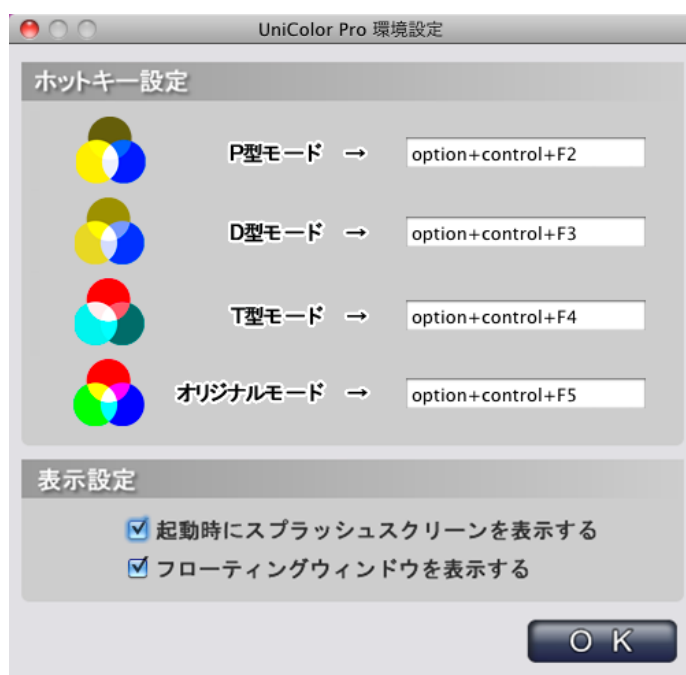 UniColor Pro 環境設定
ホットキー設定
P型モード → option+control+F2
D型モード → option+control+F3
T型モード → option+control+F4
オリジナルモード → option+control+F5
表示設定
起動時にスプラッシュスクリーンを表示する
フローティングウィンドウを表示する
OK